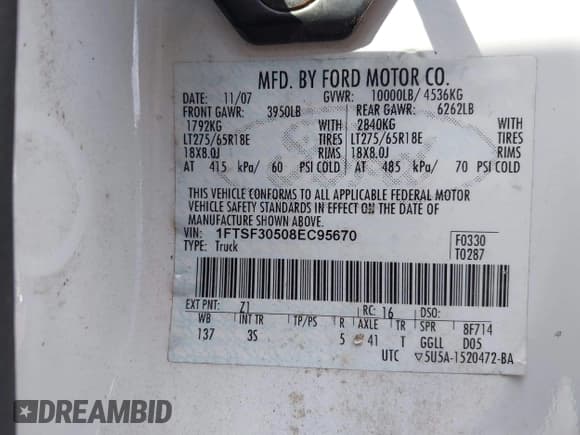 MFD. BY FORD MOTOR CO.
DATE: 11/07 GVWR: 10000LB/ 4536KG
FRONT GAWR: 3950LB REAR GAWR: 6262LB
1792KG WITH 2840KG WITH
LT275/65R18E TIRES LT275/65R18E TIRES
18X8.0J RIMS 18X8.0J RIMS
AT 415 kPa/ 60 PSI COLD AT 485 kPa/ 70 PSI COLD
THIS VEHICLE CONFORMS TO ALL APPLICABLE FEDERAL MOTOR
VEHICLE SAFETY STANDARDS IN EFFECT ON THE DATE OF
MANUFACTURE SHOWN ABOVE.
VIN: 1FTSF30508EC95670
TYPE: Truck
F0330
T0287
EXT PNT: Z1 RC: 16 DSO:
WB INT TR TP/PS R AXLE TR SPR 8F714
137 3S 5 41 T GGLL D05
UTC ▽5U5A-1520472-BA
DREAMBID